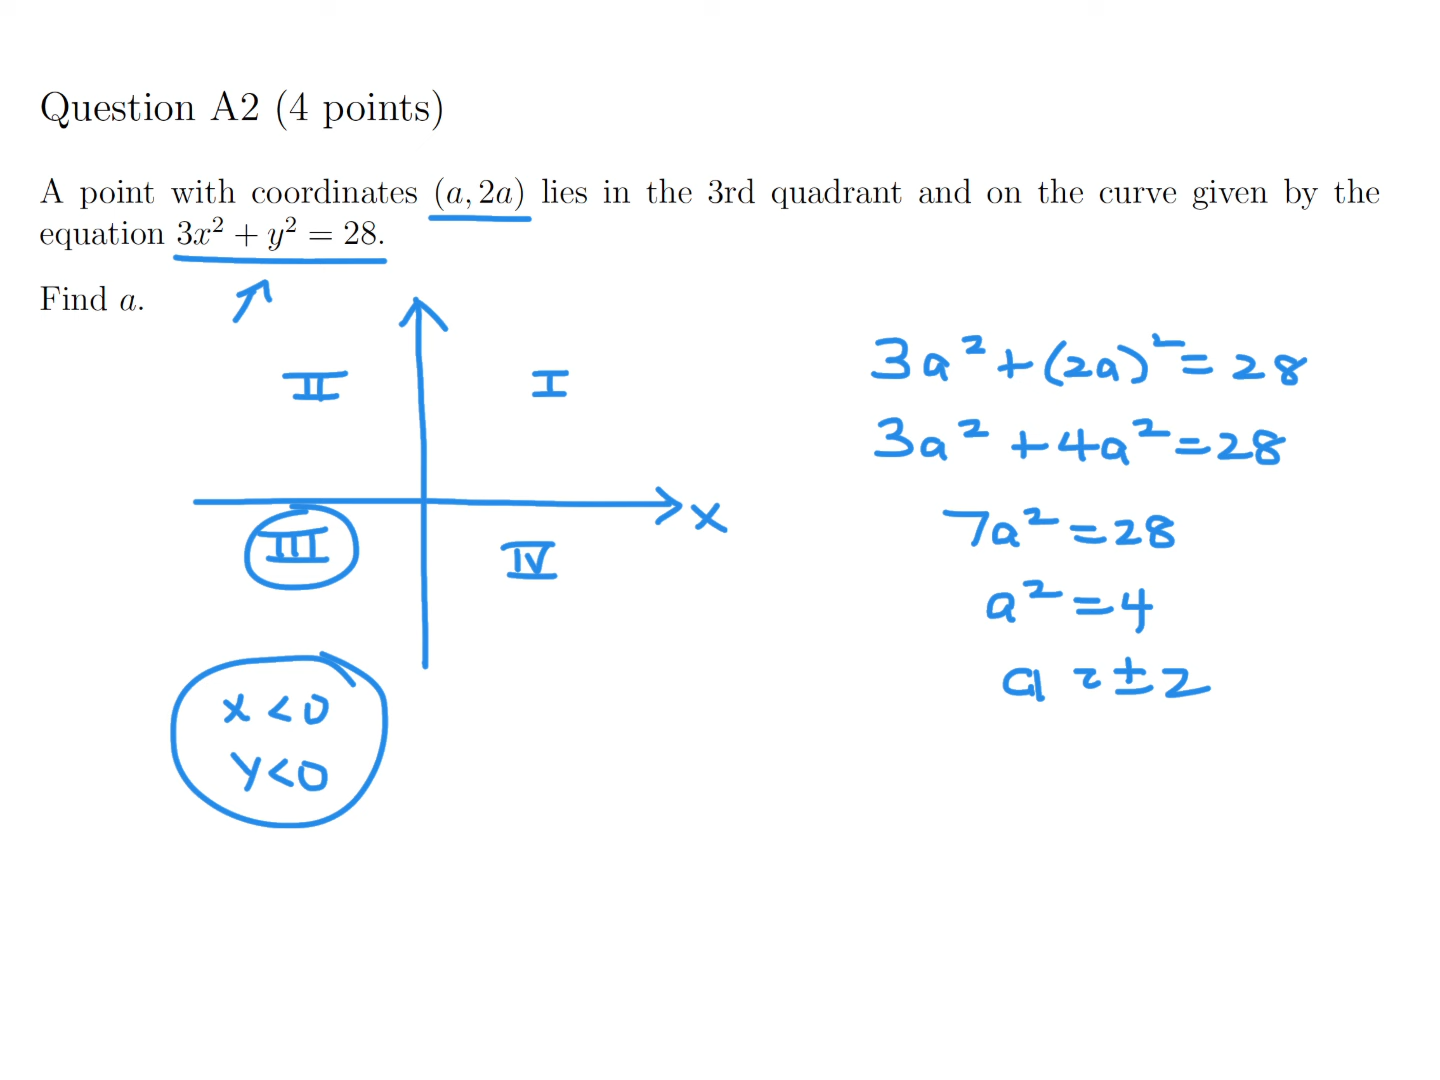 Question A2 (4 points)
A point with coordinates (a, 2a) lies in the 3rd quadrant and on the curve given by the
equation 3x² + y² = 28.
Find a.
II
I
III
IV
x
x < 0
y < 0
3a² + (2a)² = 28
3a² + 4a² = 28
7a² = 28
a² = 4
a = ±2